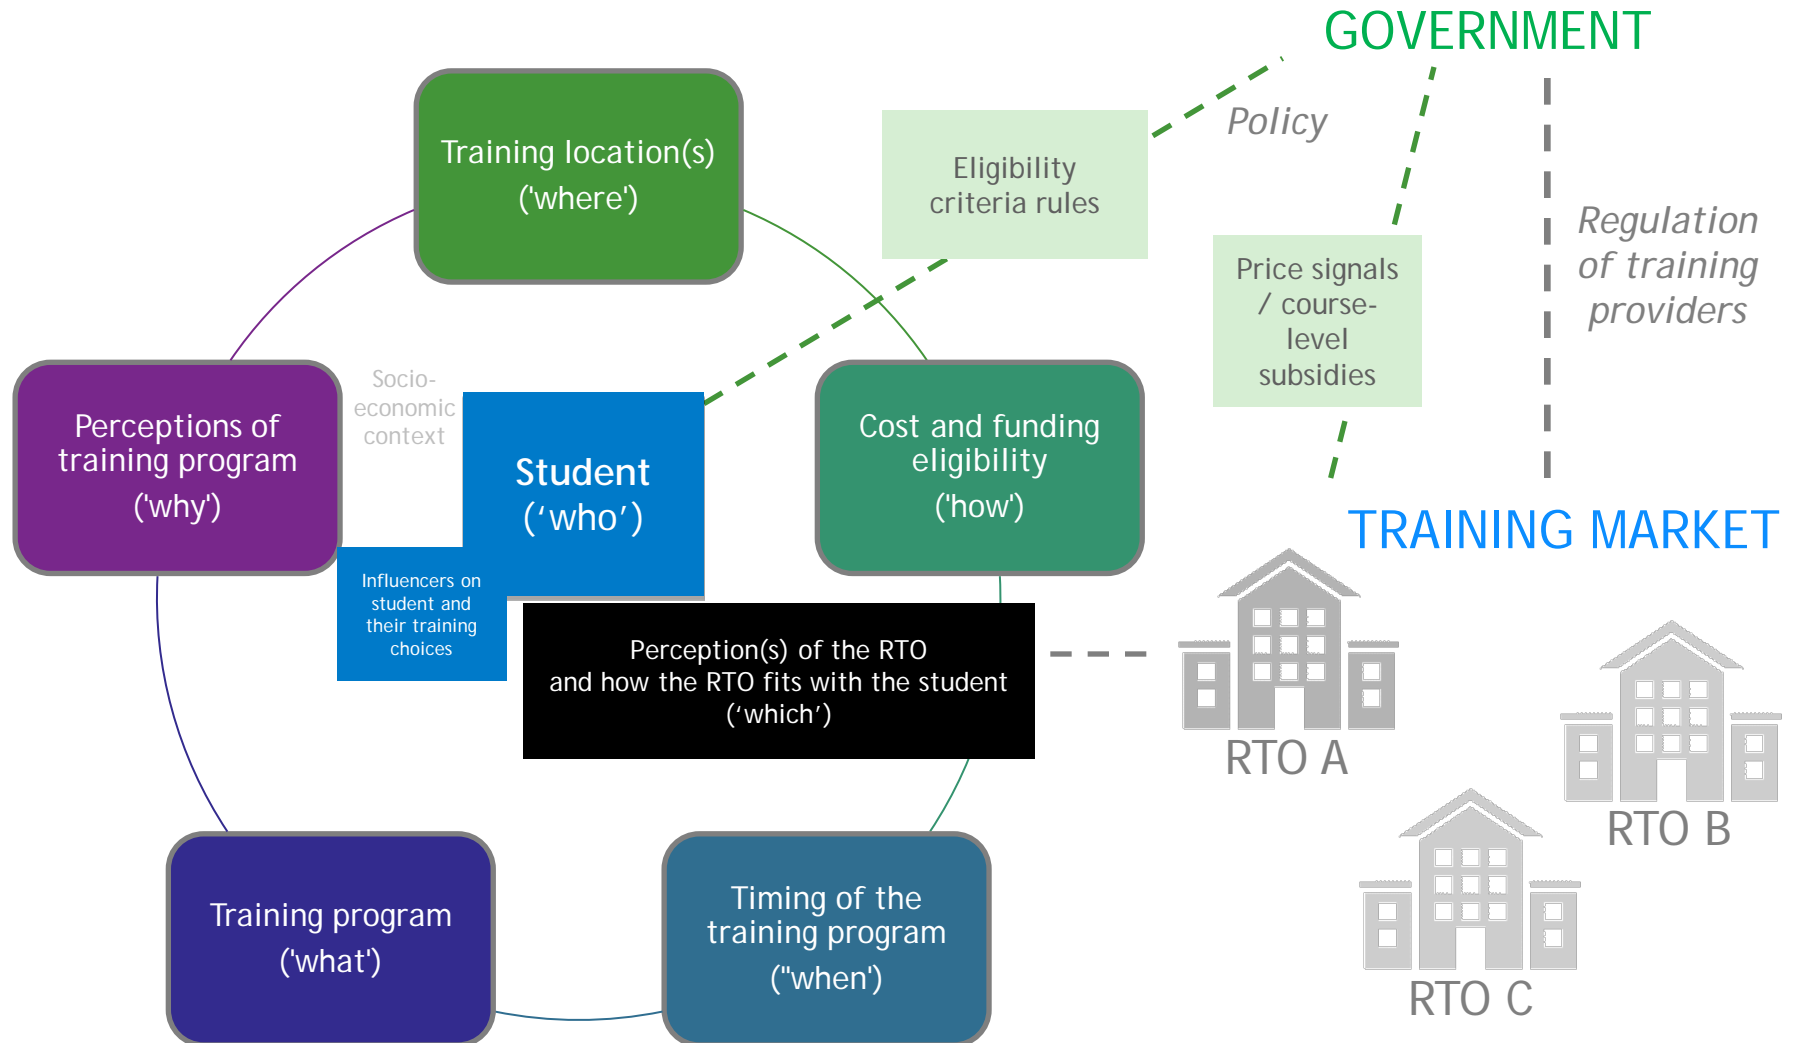 GOVERNMENT
Training location(s)
('where')
Policy
Eligibility
criteria rules
Regulation
of training
providers
Price signals
/ course-
level
subsidies
Socio-
economic
context
Perceptions of
training program
('why')
Student
(‘who’)
Cost and funding
eligibility
('how')
TRAINING MARKET
Influencers on
student and
their training
choices
Perception(s) of the RTO
and how the RTO fits with the student
(‘which’)
RTO A
RTO B
RTO C
Training program
('what')
Timing of the
training program
("when')